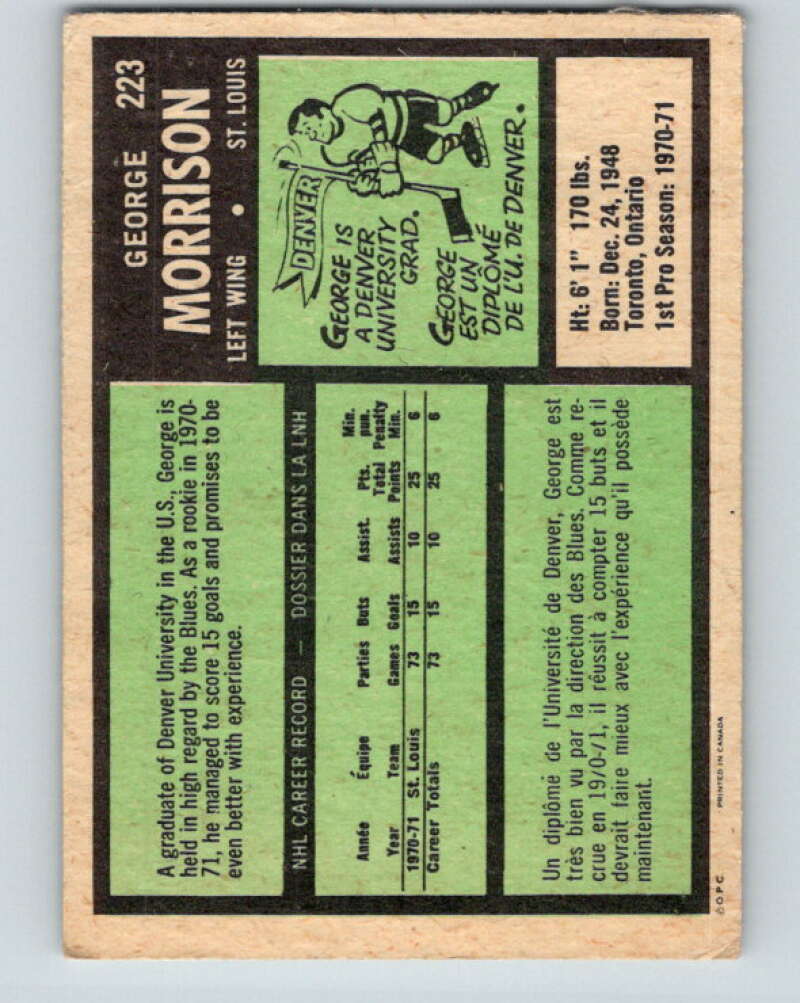 GEORGE 223
MORRISON
LEFT WING • ST. LOUIS
DENVER
GEORGE IS
A DENVER
UNIVERSITY
GRAD.
GEORGE
EST UN
DIPLÔMÉ
DE L'U. DE DENVER.
Ht: 6' 1" 170 lbs.
Born: Dec. 24, 1948
Toronto, Ontario
1st Pro Season: 1970-71
A graduate of Denver University in the U.S., George is
held in high regard by the Blues. As a rookie in 1970-
71, he managed to score 15 goals and promises to be
even better with experience.
NHL CAREER RECORD — DOSSIER DANS LA LNH
Min.
Pts. pun.
Année Équipe Parties Buts Assist. Total Penalty
Year Team Games Goals Assists Points Min.
1970-71 St. Louis 73 15 10 25 6
Career Totals 73 15 10 25 6
Un diplômé de l'Université de Denver, George est
très bien vu par la direction des Blues. Comme re-
crue en 1970-71, il réussit à compter 15 buts et il
devrait faire mieux avec l'expérience qu'il possède
maintenant.
© O P C PRINTED IN CANADA